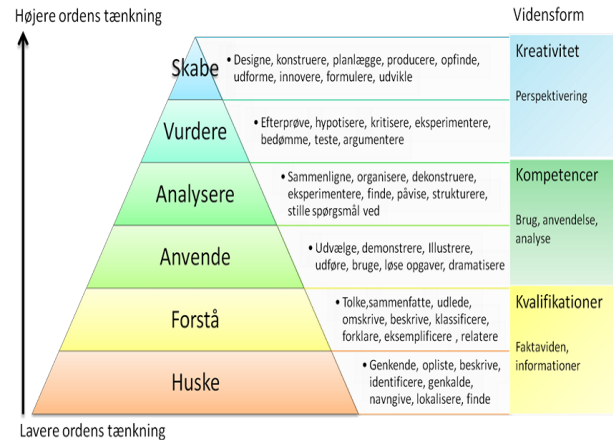 Højere ordens tænkning
Vidensform
Skabe
• Designe, konstruere, planlægge, producere, opfinde,
udforme, innovere, formulere, udvikle
Kreativitet
Perspektivering
Vurdere
• Efterprøve, hypotisere, kritisere, eksperimentere,
bedømme, teste, argumentere
Analysere
• Sammenligne, organisere, dekonstruere,
eksperimentere, finde, påvise, strukturere,
stille spørgsmål ved
Kompetencer
Brug, anvendelse,
analyse
Anvende
• Udvælge, demonstrere, Illustrere,
udføre, bruge, løse opgaver, dramatisere
Forstå
• Tolke,sammenfatte, udlede,
omskrive, beskrive, klassificere,
forklare, eksemplificere , relatere
Kvalifikationer
Faktaviden,
informationer
Huske
• Genkende, opliste, beskrive,
identificere, genkalde,
navngive, lokalisere, finde
Lavere ordens tænkning